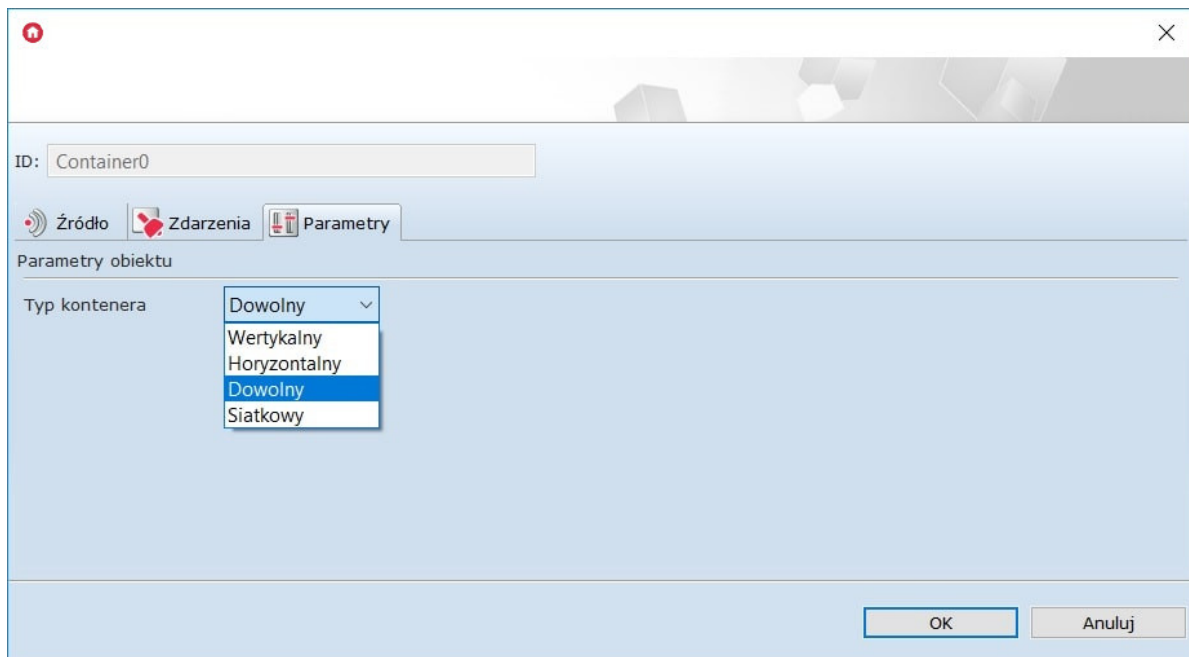 ID: Container0
Źródło Zdarzenia Parametry
Parametry obiektu
Typ kontenera Dowolny
Wertykalny
Horyzontalny
Dowolny
Siatkowy
OK Anuluj